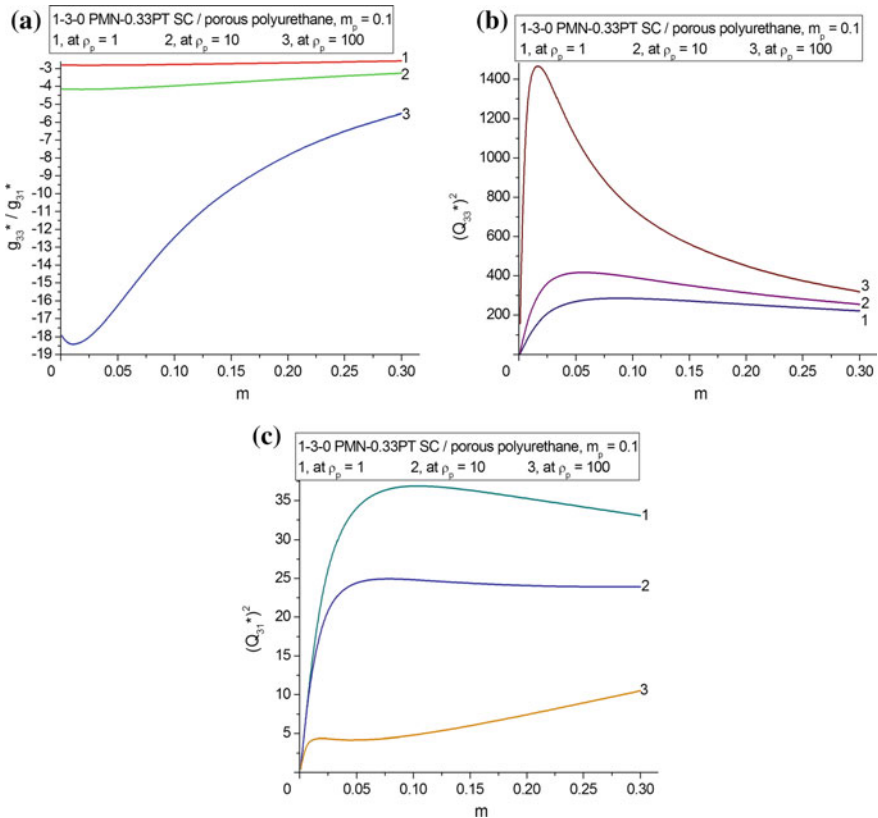 (a)
1-3-0 PMN-0.33PT SC / porous polyurethane, m_p = 0.1
1, at ρ_p = 1 2, at ρ_p = 10 3, at ρ_p = 100
-3
-4
-5
-6
-7
-8
-9
-10
-11
-12
-13
-14
-15
-16
-17
-18
-19
g_33* / g_31*
0.05 0.10 0.15 0.20 0.25 0.30
m
1
2
3
(b)
1-3-0 PMN-0.33PT SC / porous polyurethane, m_p = 0.1
1, at ρ_p = 1 2, at ρ_p = 10 3, at ρ_p = 100
1400
1200
1000
800
600
400
200
(Q_33*)²
0 0.05 0.10 0.15 0.20 0.25 0.30
m
3
2
1
(c)
1-3-0 PMN-0.33PT SC / porous polyurethane, m_p = 0.1
1, at ρ_p = 1 2, at ρ_p = 10 3, at ρ_p = 100
35
30
25
20
15
10
5
(Q_31*)²
0 0.05 0.10 0.15 0.20 0.25 0.30
m
1
2
3